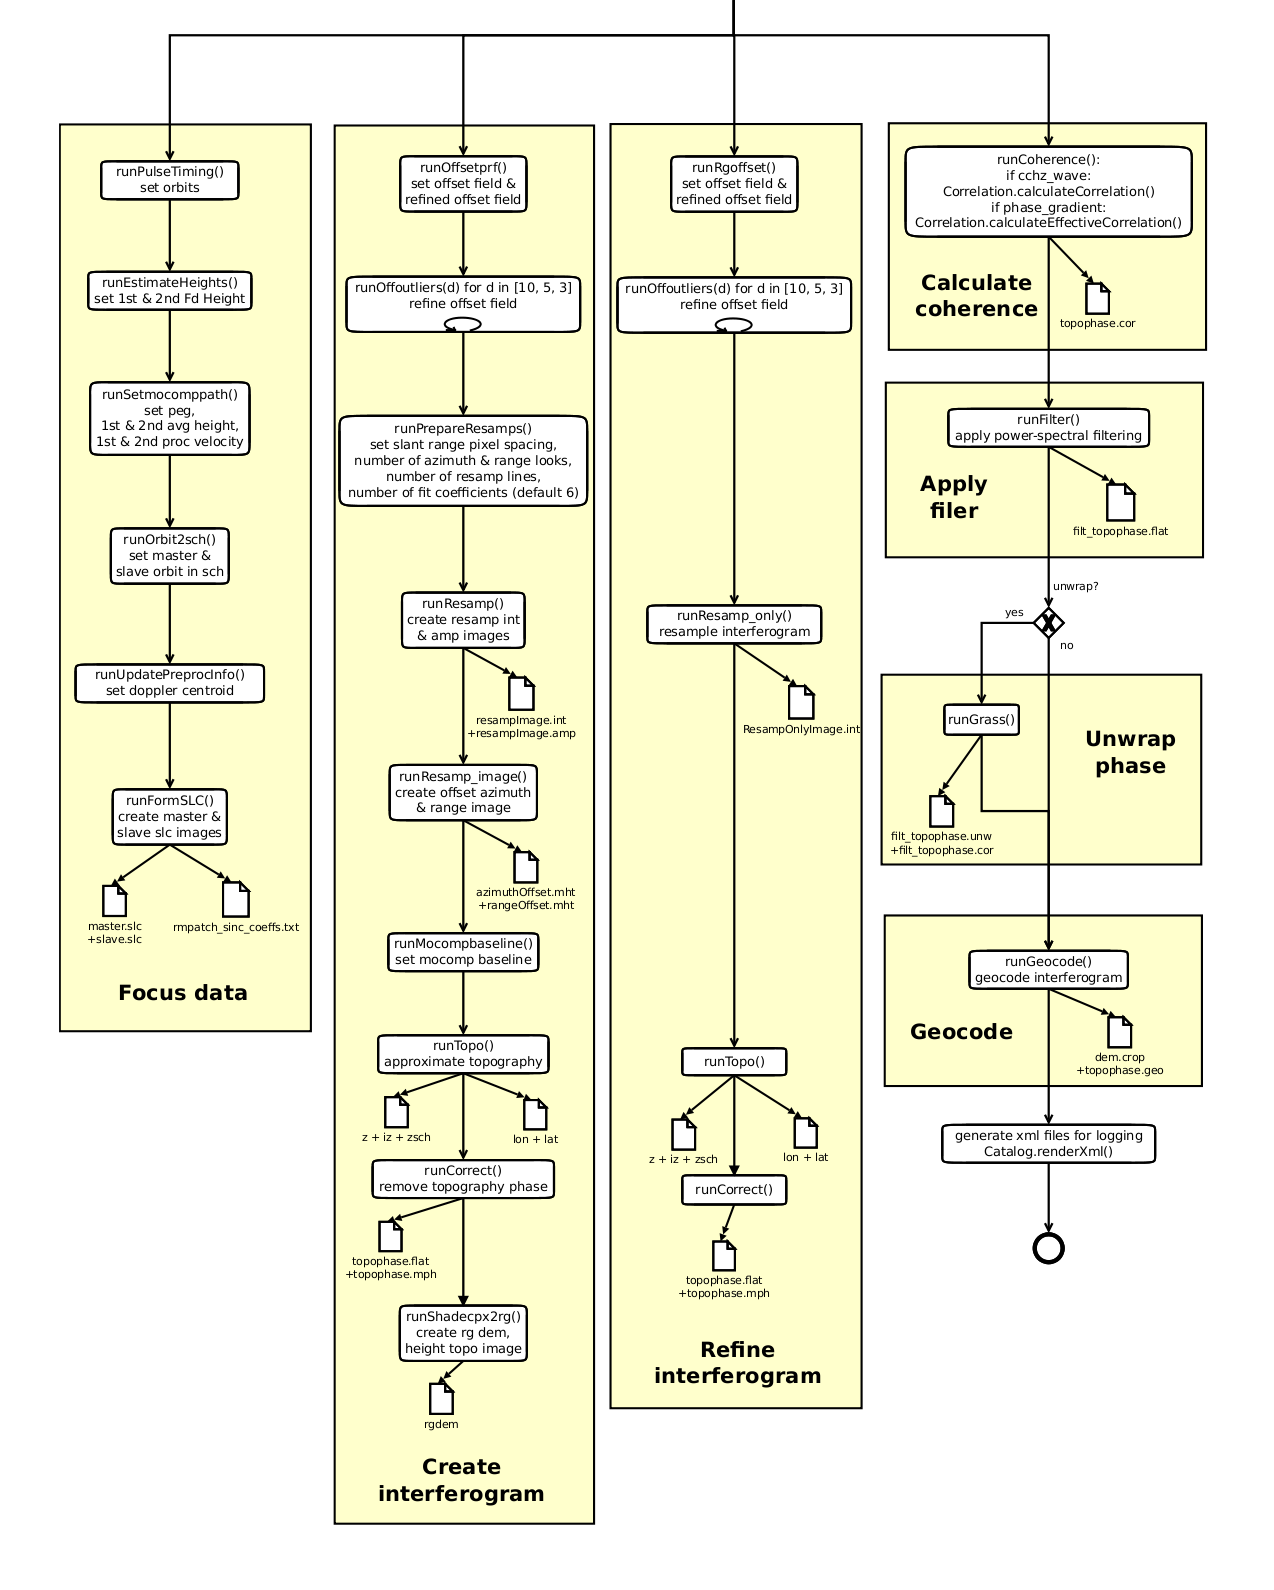 runPulseTiming()
set orbits
runEstimateHeights()
set 1st & 2nd Fd Height
runSetmocomppath()
set peg,
1st & 2nd avg height,
1st & 2nd proc velocity
runOrbit2sch()
set master &
slave orbit in sch
runUpdatePreprocInfo()
set doppler centroid
runFormSLC()
create master &
slave slc images
master.slc
+slave.slc
rmpatch_sinc_coeffs.txt
Focus data
runOffsetprf()
set offset field &
refined offset field
runOffoutliers(d) for d in [10, 5, 3]
refine offset field
runPrepareResamps()
set slant range pixel spacing,
number of azimuth & range looks,
number of resamp lines,
number of fit coefficients (default 6)
runResamp()
create resamp int
& amp images
resampImage.int
+resampImage.amp
runResamp_image()
create offset azimuth
& range image
azimuthOffset.mht
+rangeOffset.mht
runMocompbaseline()
set mocomp baseline
runTopo()
approximate topography
z + iz + zsch
lon + lat
runCorrect()
remove topography phase
topophase.flat
+topophase.mph
runShadecpx2rg()
create rg dem,
height topo image
rgdem
Create
interferogram
runRgoffset()
set offset field &
refined offset field
runOffoutliers(d) for d in [10, 5, 3]
refine offset field
runResamp_only()
resample interferogram
ResampOnlyImage.int
runTopo()
z + iz + zsch
lon + lat
runCorrect()
topophase.flat
+topophase.mph
Refine
interferogram
runCoherence():
if cchz_wave:
Correlation.calculateCorrelation()
if phase_gradient:
Correlation.calculateEffectiveCorrelation()
Calculate
coherence
topophase.cor
runFilter()
apply power-spectral filtering
Apply
filer
filt_topophase.flat
unwrap?
yes
X
no
runGrass()
Unwrap
phase
filt_topophase.unw
+filt_topophase.cor
runGeocode()
geocode interferogram
Geocode
dem.crop
+topophase.geo
generate xml files for logging
Catalog.renderXml()